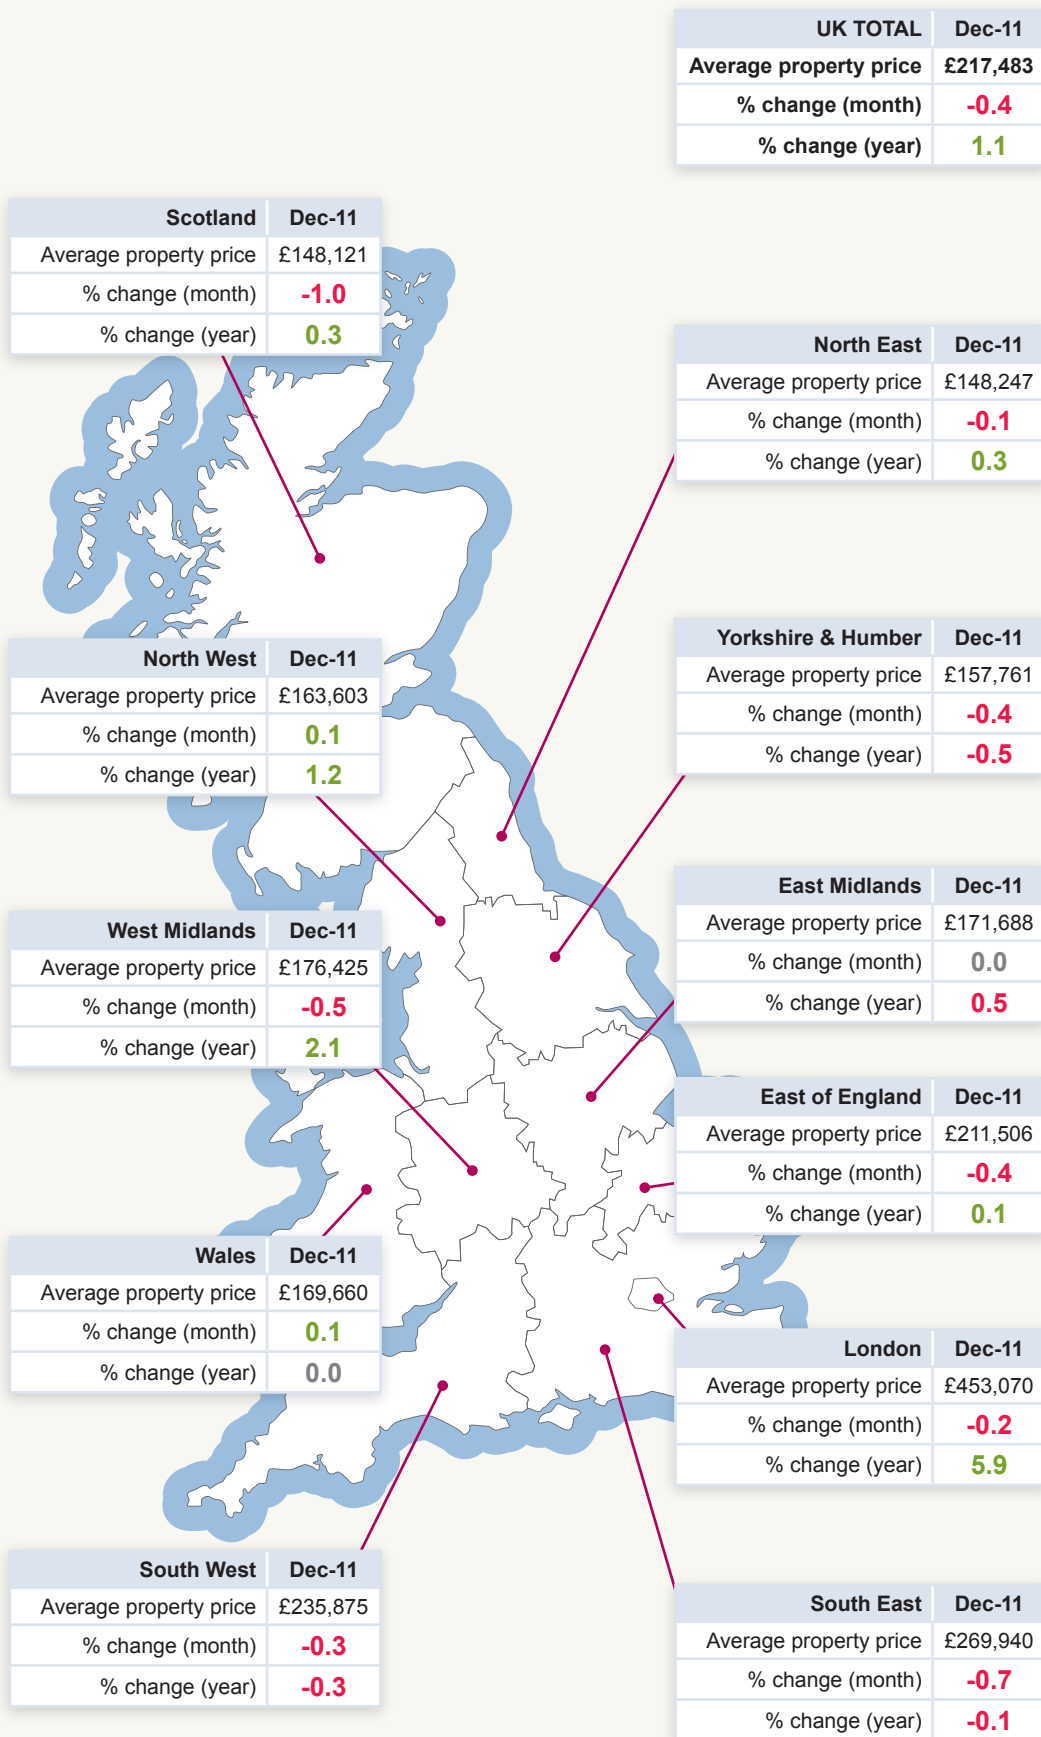 UK TOTAL Dec-11
Average property price £217,483
% change (month) -0.4
% change (year) 1.1
Scotland Dec-11
Average property price £148,121
% change (month) -1.0
% change (year) 0.3
North East Dec-11
Average property price £148,247
% change (month) -0.1
% change (year) 0.3
North West Dec-11
Average property price £163,603
% change (month) 0.1
% change (year) 1.2
Yorkshire & Humber Dec-11
Average property price £157,761
% change (month) -0.4
% change (year) -0.5
West Midlands Dec-11
Average property price £176,425
% change (month) -0.5
% change (year) 2.1
East Midlands Dec-11
Average property price £171,688
% change (month) 0.0
% change (year) 0.5
East of England Dec-11
Average property price £211,506
% change (month) -0.4
% change (year) 0.1
Wales Dec-11
Average property price £169,660
% change (month) 0.1
% change (year) 0.0
London Dec-11
Average property price £453,070
% change (month) -0.2
% change (year) 5.9
South West Dec-11
Average property price £235,875
% change (month) -0.3
% change (year) -0.3
South East Dec-11
Average property price £269,940
% change (month) -0.7
% change (year) -0.1